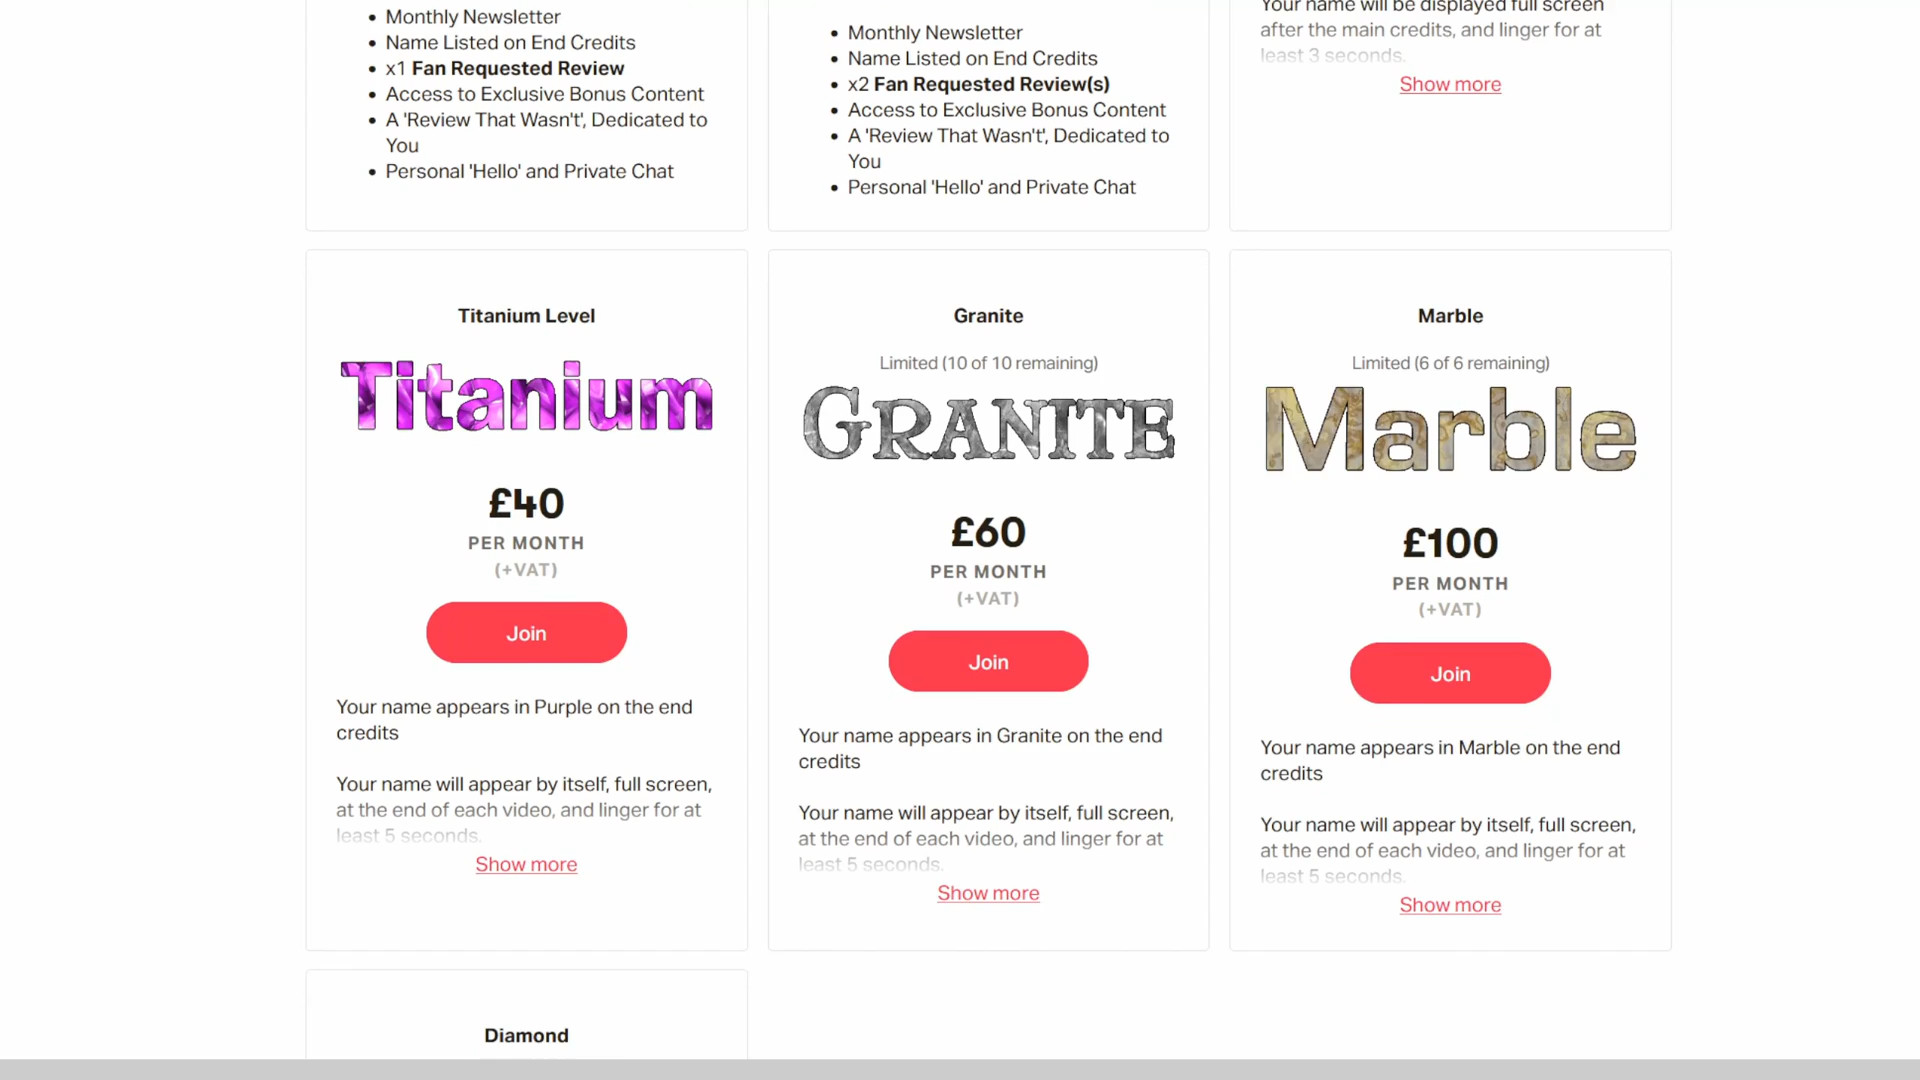 Monthly Newsletter
Name Listed on End Credits
x1 Fan Requested Review
Access to Exclusive Bonus Content
A 'Review That Wasn't', Dedicated to
You
Personal 'Hello' and Private Chat
Monthly Newsletter
Name Listed on End Credits
x2 Fan Requested Review(s)
Access to Exclusive Bonus Content
A 'Review That Wasn't', Dedicated to
You
Personal 'Hello' and Private Chat
Your name will be displayed full screen
after the main credits, and linger for at
least 3 seconds.
Show more
Titanium Level
Titanium
£40
PER MONTH
(+VAT)
Join
Your name appears in Purple on the end
credits
Your name will appear by itself, full screen,
at the end of each video, and linger for at
least 5 seconds.
Show more
Granite
Limited (10 of 10 remaining)
GRANITE
£60
PER MONTH
(+VAT)
Join
Your name appears in Granite on the end
credits
Your name will appear by itself, full screen,
at the end of each video, and linger for at
least 5 seconds.
Show more
Marble
Limited (6 of 6 remaining)
Marble
£100
PER MONTH
(+VAT)
Join
Your name appears in Marble on the end
credits
Your name will appear by itself, full screen,
at the end of each video, and linger for at
least 5 seconds.
Show more
Diamond